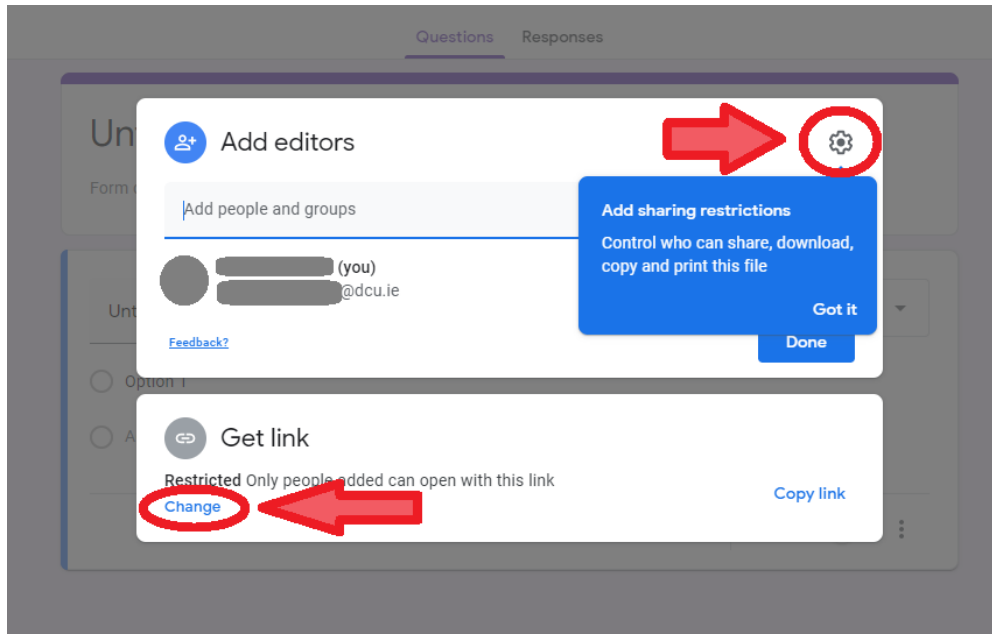 Questions Responses
Un
Add editors
Form
Add people and groups
Add sharing restrictions
Control who can share, download,
copy and print this file
Got it
(you)
@dcu.ie
Unt
Feedback?
Done
Option 1
A
Get link
Restricted Only people added can open with this link
Change
Copy link